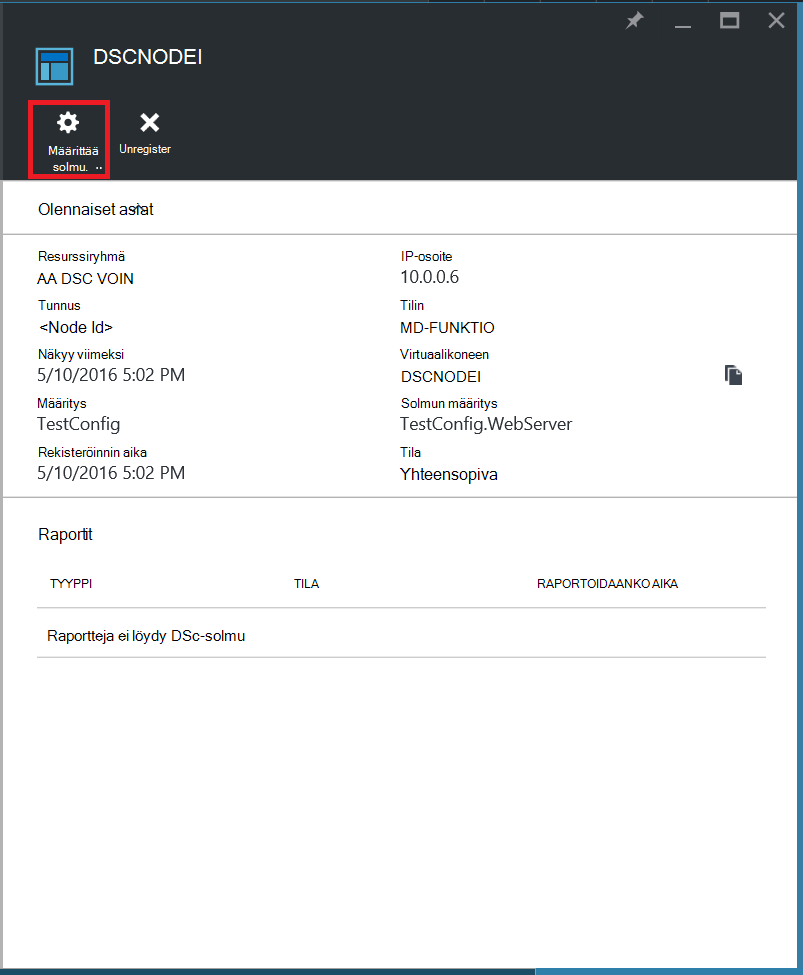 DSCNODEI
Määrittää
solmu. ..
Unregister
Olennaiset asiat
Resurssiryhmä
AA DSC VOIN
IP-osoite
10.0.0.6
Tunnus
<Node Id>
Tilin
MD-FUNKTIO
Näkyy viimeksi
5/10/2016 5:02 PM
Virtuaalikoneen
DSCNODEI
Määritys
TestConfig
Solmun määritys
TestConfig.WebServer
Rekisteröinnin aika
5/10/2016 5:02 PM
Tila
Yhteensopiva
Raportit
TYYPPI TILA RAPORTOIDAANKO AIKA
Raportteja ei löydy DSc-solmu